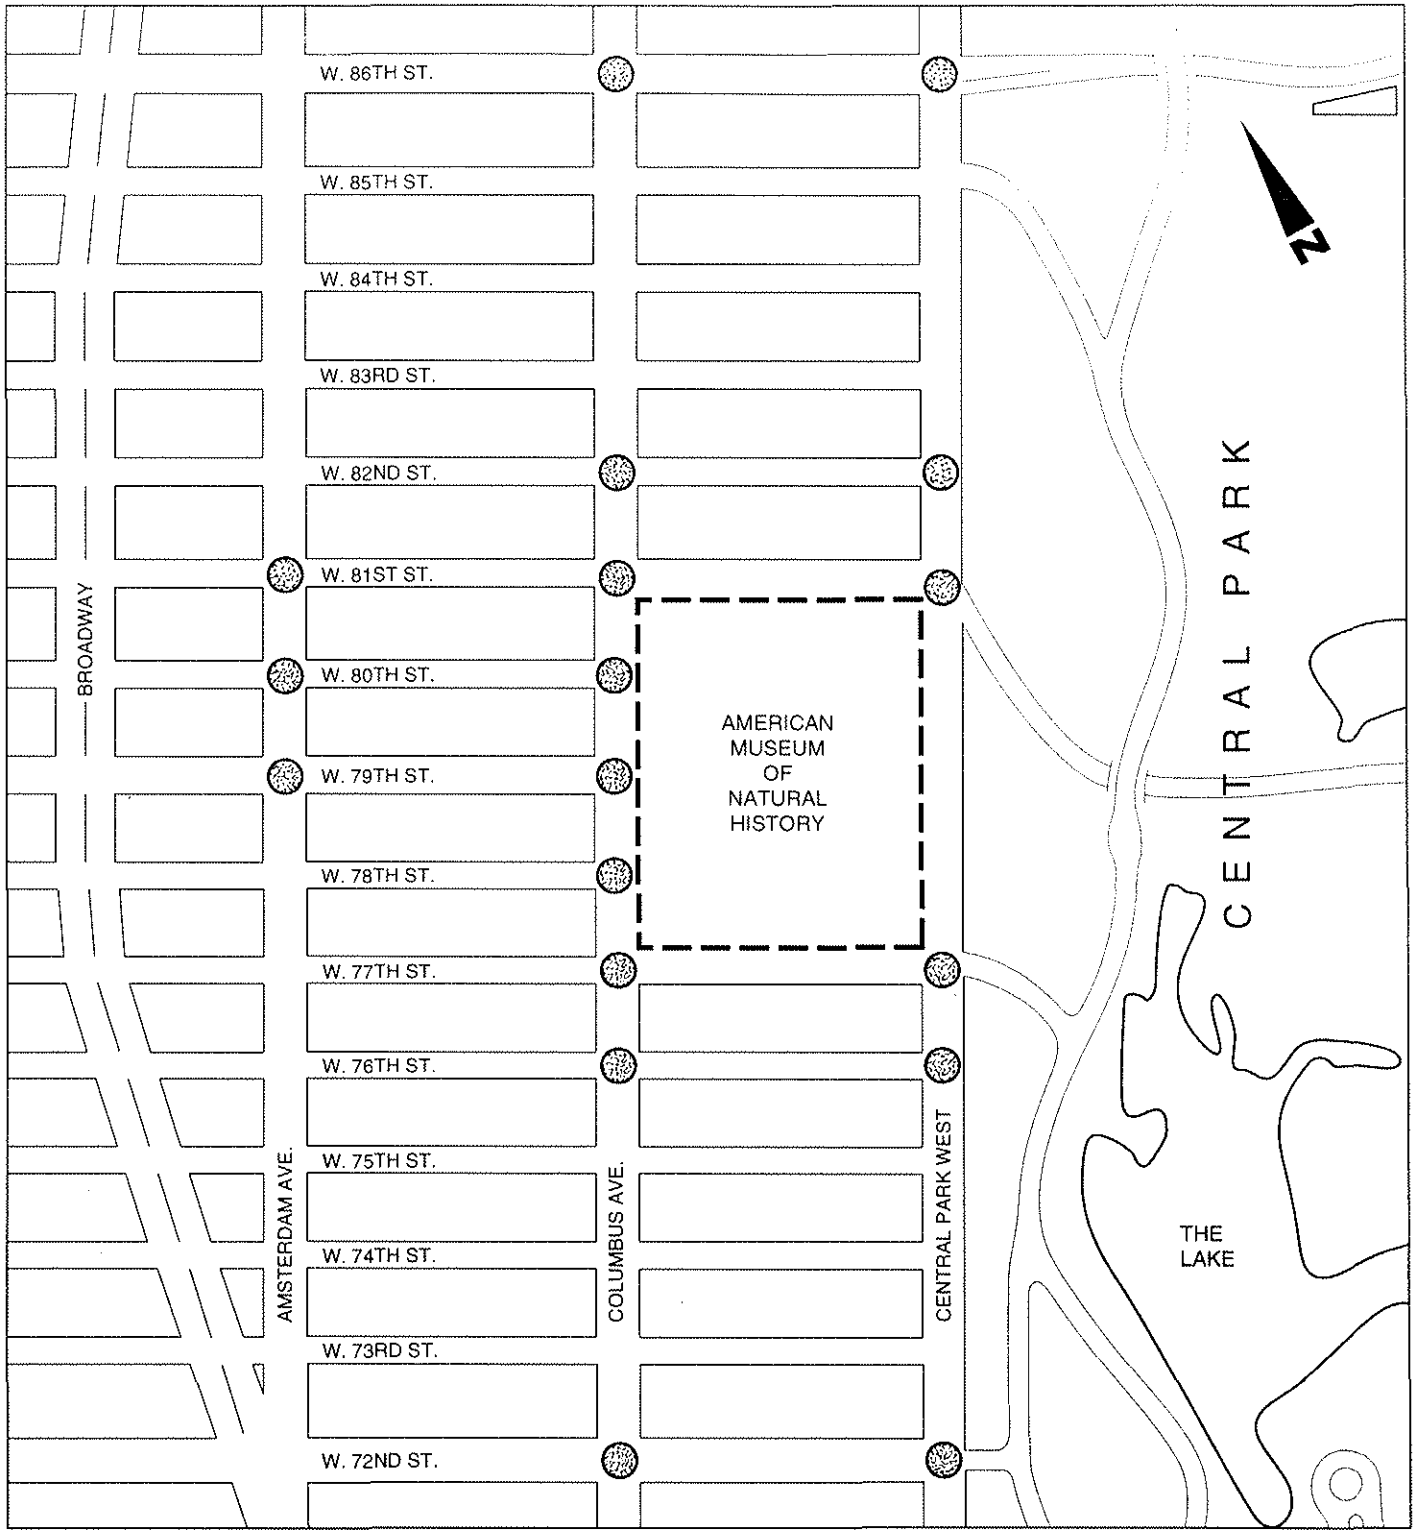 W. 86TH ST.
N
W. 85TH ST.
W. 84TH ST.
W. 83RD ST.
W. 82ND ST.
CENTRAL PARK
W. 81ST ST.
BROADWAY
W. 80TH ST.
AMERICAN
MUSEUM
OF
NATURAL
HISTORY
W. 79TH ST.
W. 78TH ST.
W. 77TH ST.
W. 76TH ST.
AMSTERDAM AVE.
COLUMBUS AVE.
CENTRAL PARK WEST
W. 75TH ST.
THE
LAKE
W. 74TH ST.
W. 73RD ST.
W. 72ND ST.